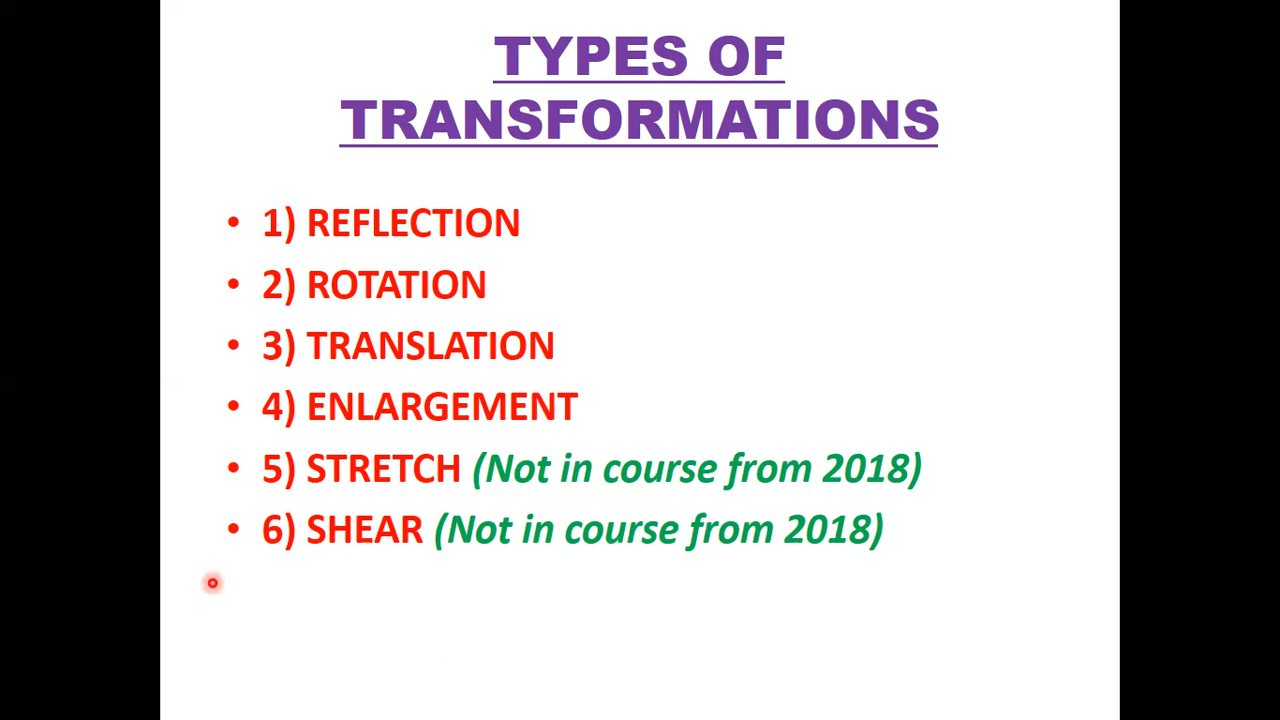 TYPES OF
TRANSFORMATIONS
• 1) REFLECTION
• 2) ROTATION
• 3) TRANSLATION
• 4) ENLARGEMENT
• 5) STRETCH (Not in course from 2018)
• 6) SHEAR (Not in course from 2018)